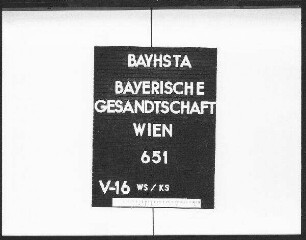 BAYHSTA
BAYERISCHE
GESANDTSCHAFT
WIEN
651
V-16 WS/KS